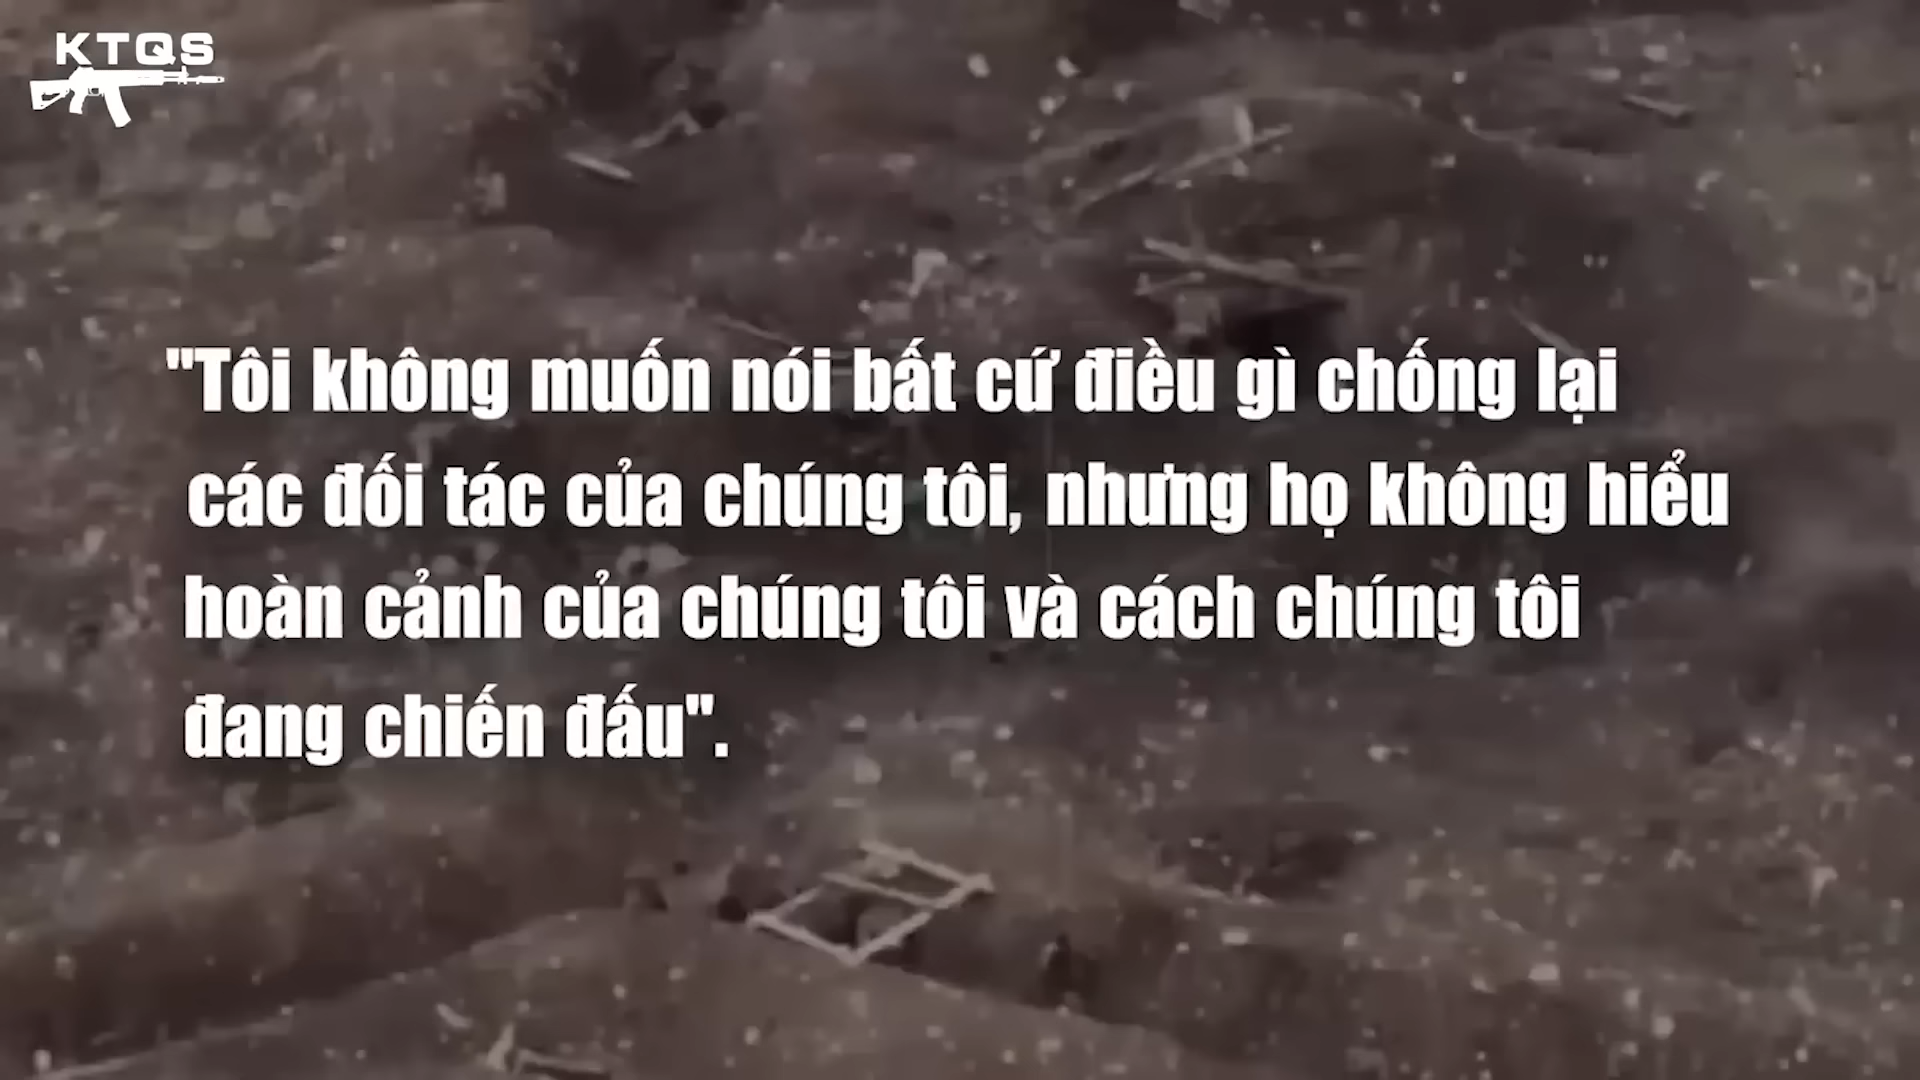 KTQS
"Tôi không muốn nói bất cứ điều gì chống lại
các đối tác của chúng tôi, nhưng họ không hiểu
hoàn cảnh của chúng tôi và cách chúng tôi
đang chiến đấu".